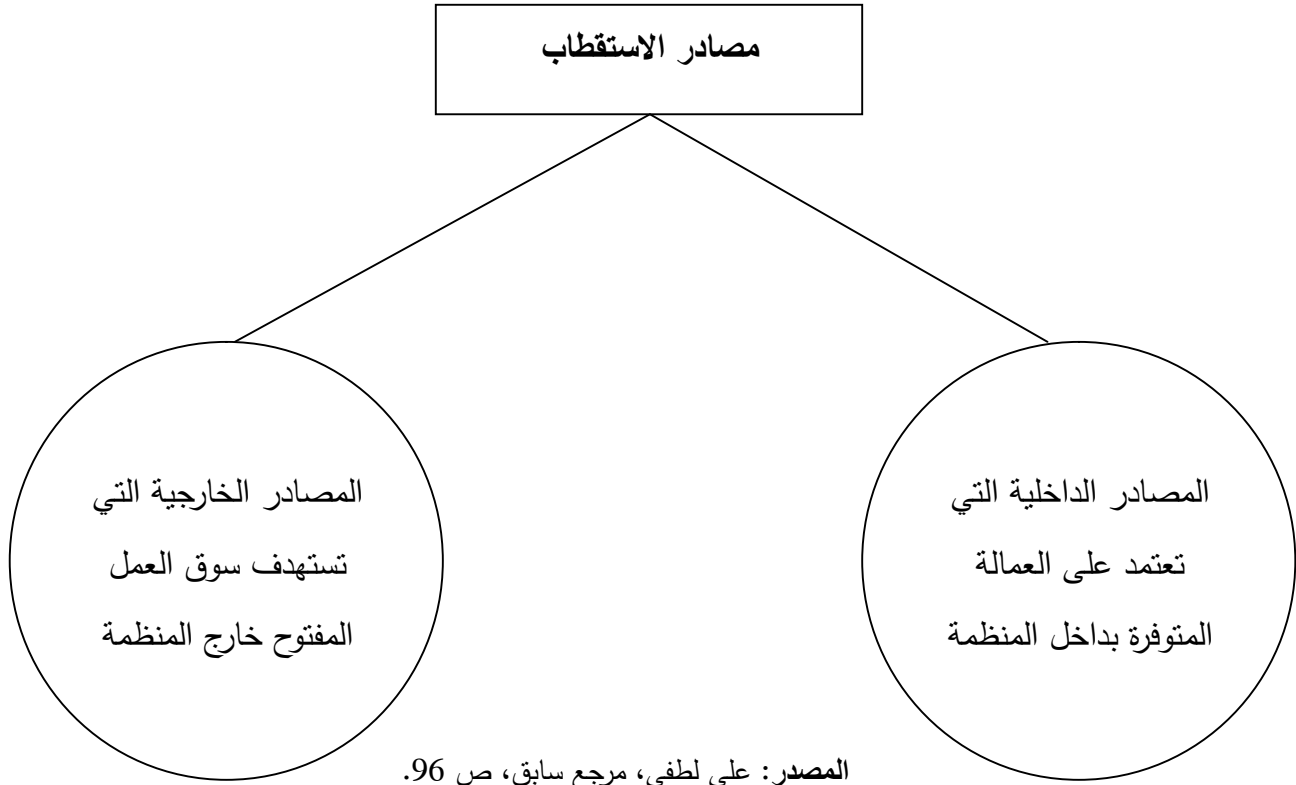 مصادر الاستقطاب
المصادر الداخلية التي
تعتمد على العمالة
المتوفرة بداخل المنظمة
المصادر الخارجية التي
تستهدف سوق العمل
المفتوح خارج المنظمة
المصدر: علي لطفي، مرجع سابق، ص 96.